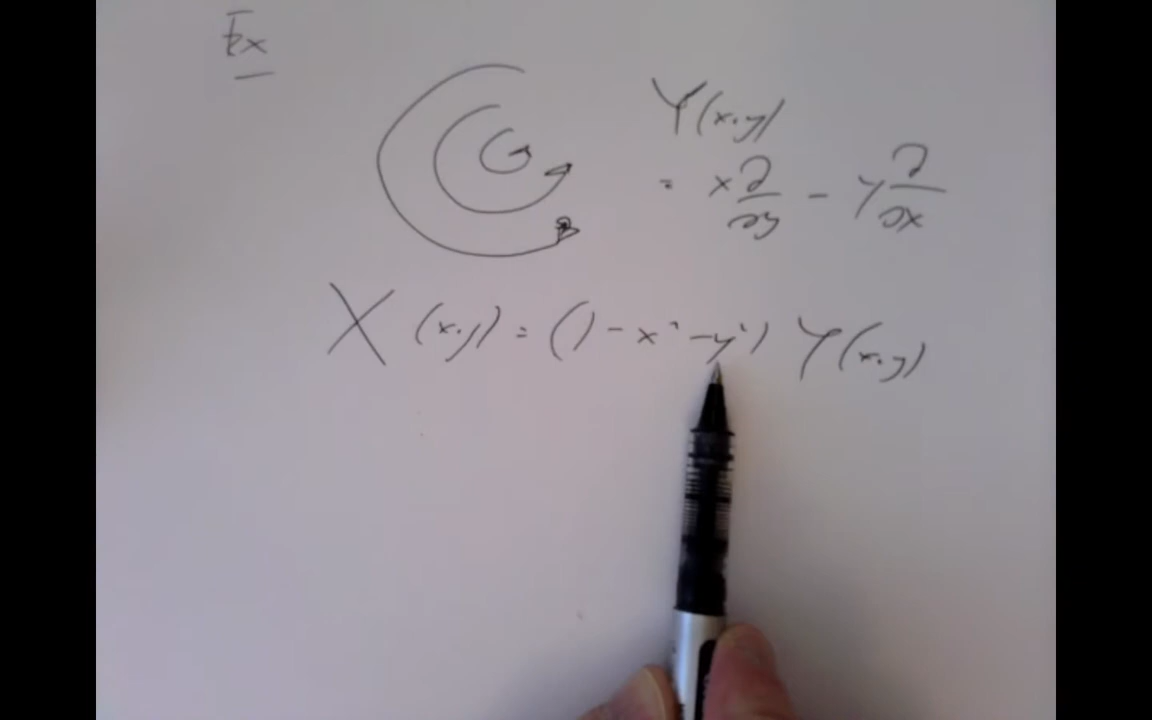 Ex
Y(x,y)
= x ∂/∂y - y ∂/∂x
X (x,y) = (1 - x² - y²) Y(x,y)